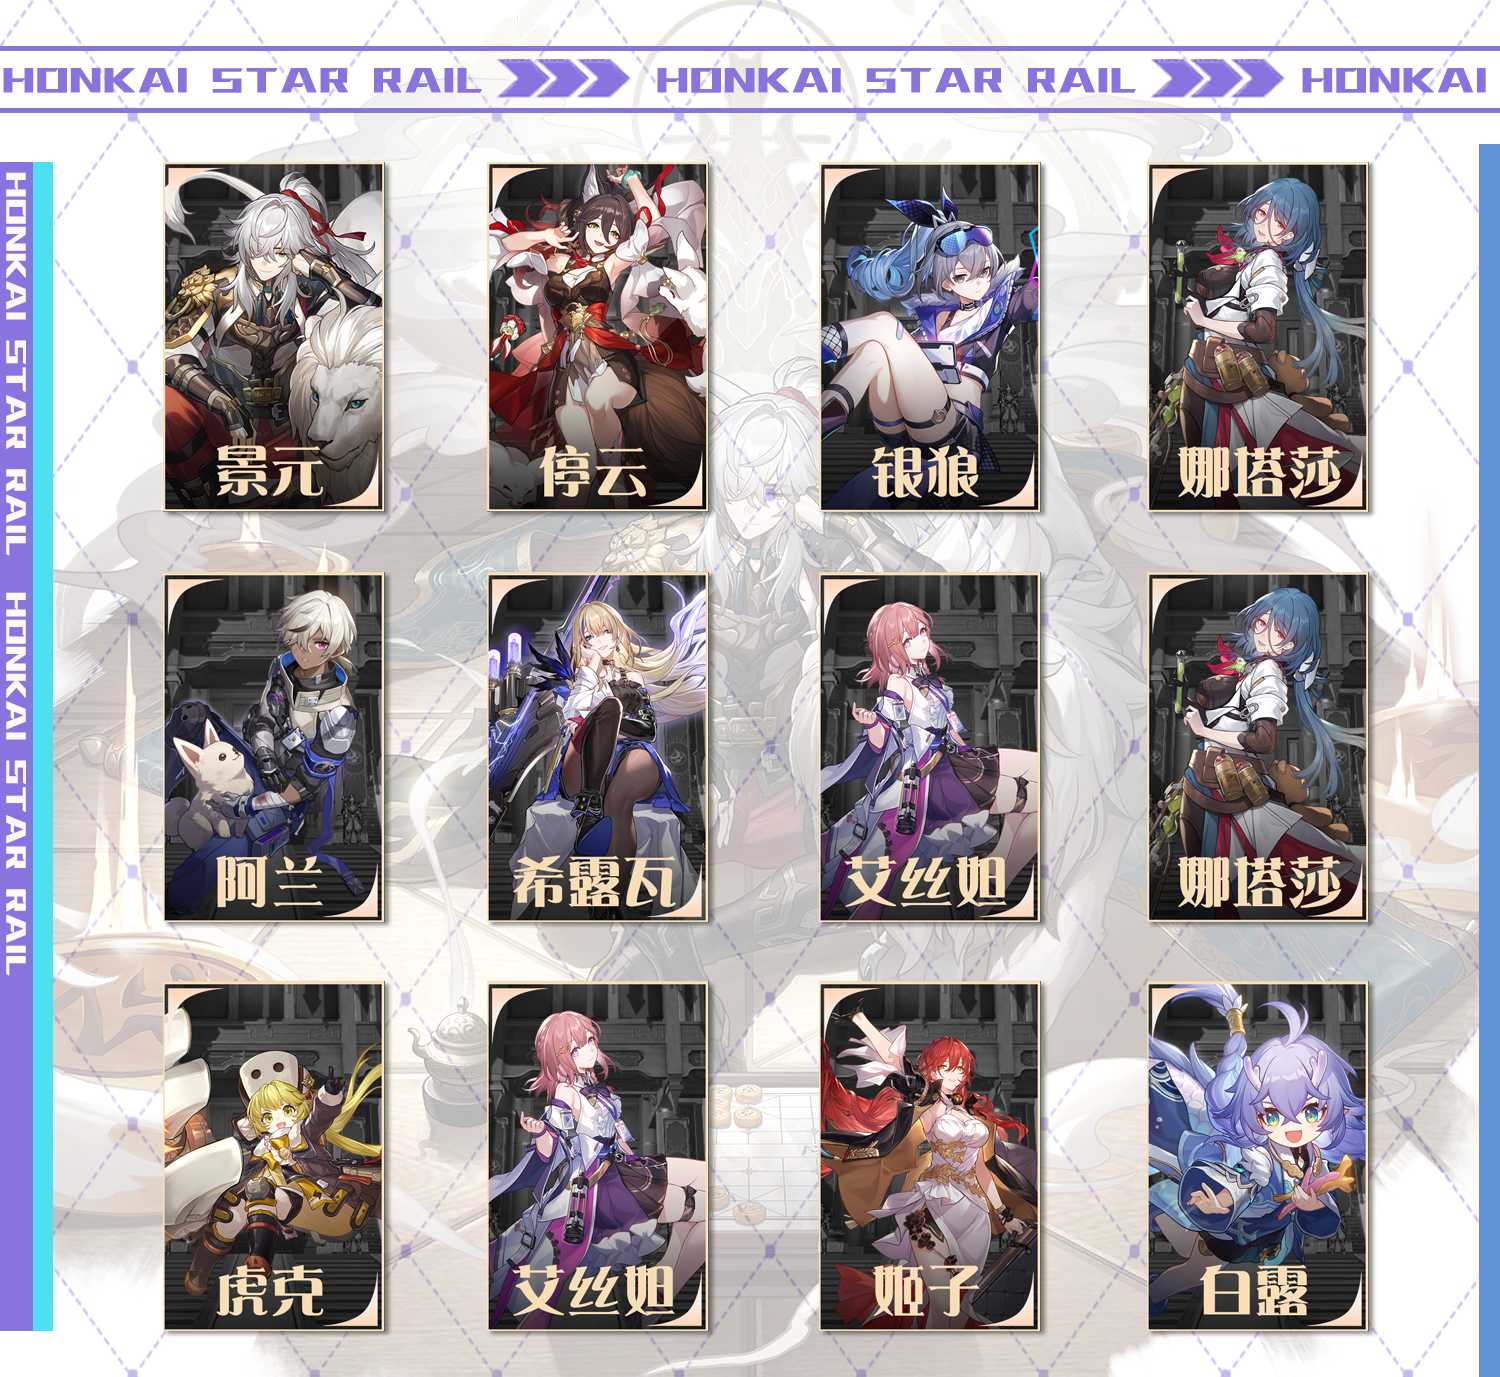 HONKAI STAR RAIL HONKAI STAR RAIL HONKAI
HONKAI STAR RAIL HONKAI STAR RAIL
景元
停云
银狼
娜塔莎
阿兰
希露瓦
艾丝妲
娜塔莎
虎克
艾丝妲
姬子
白露